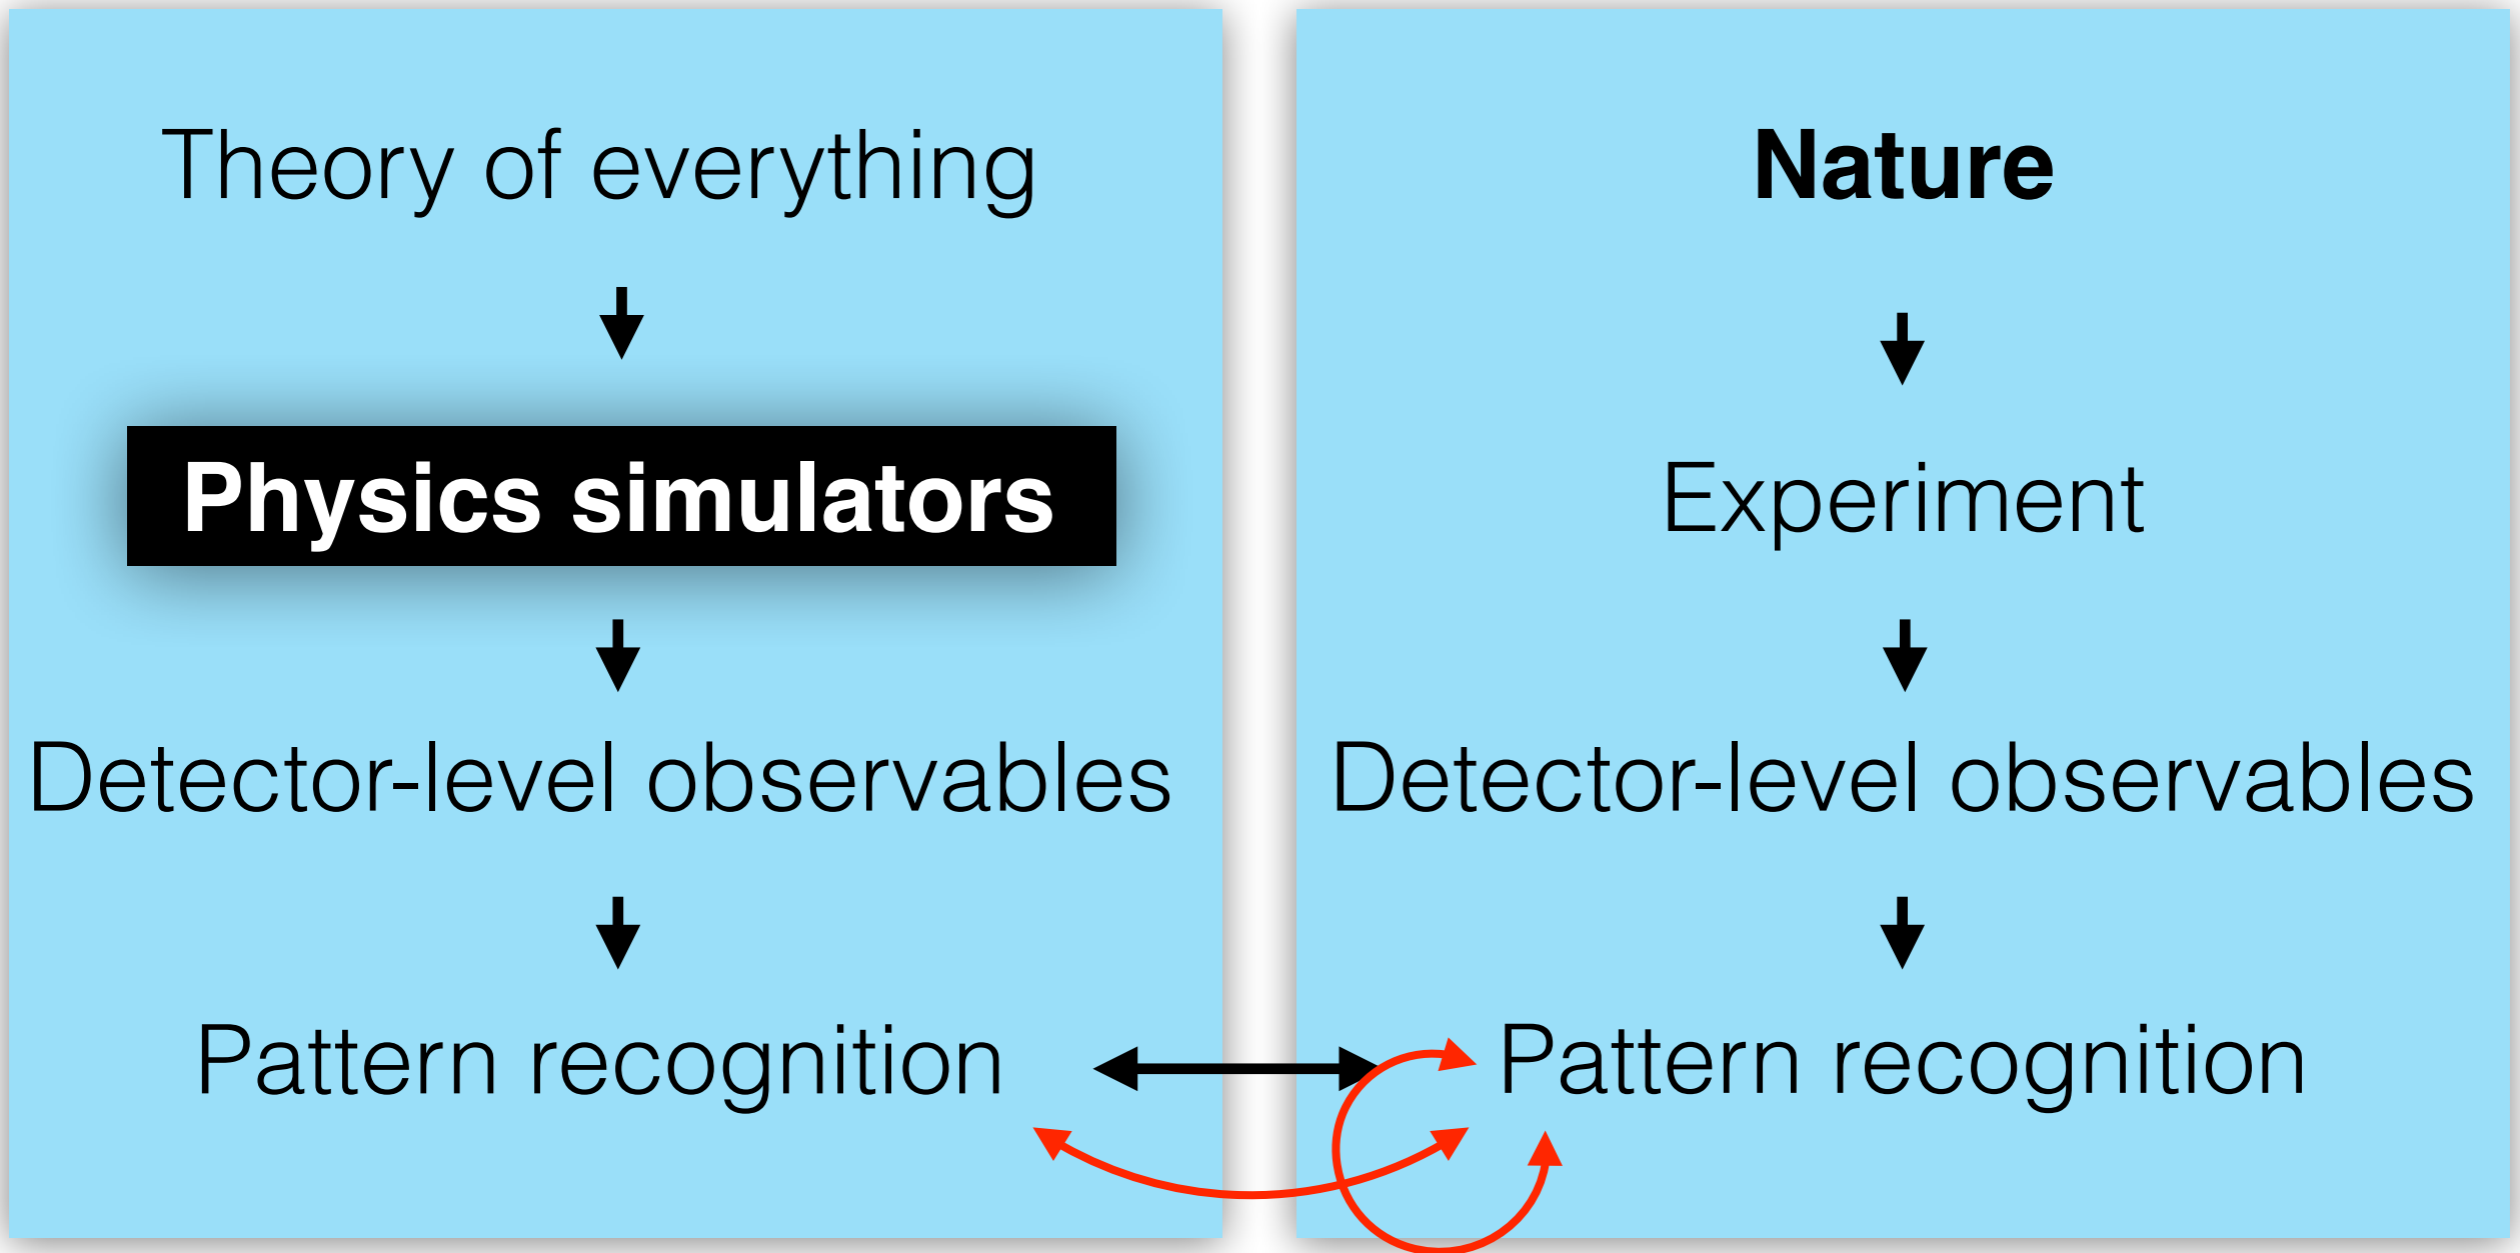 Theory of everything
Physics simulators
Detector-level observables
Pattern recognition
Nature
Experiment
Detector-level observables
Pattern recognition